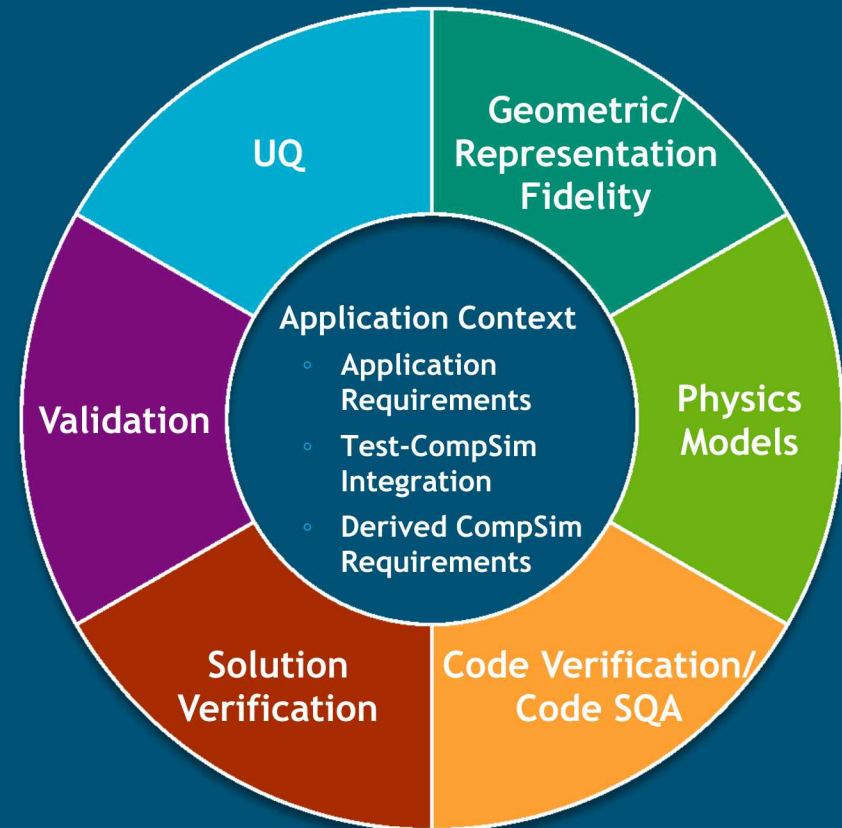 UQ
Geometric/
Representation
Fidelity
Application Context
◦ Application
Requirements
◦ Test-CompSim
Integration
◦ Derived CompSim
Requirements
Validation
Physics
Models
Solution
Verification
Code Verification/
Code SQA